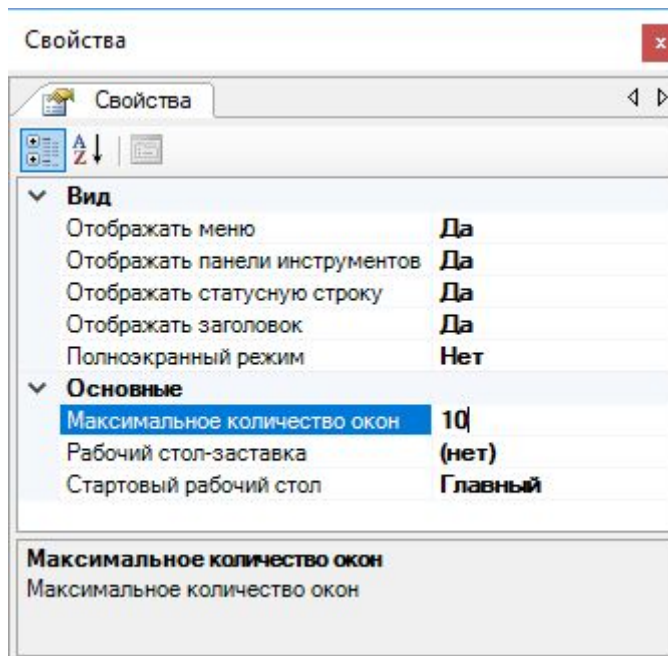 Свойства
x
Свойства
A
Z
Вид
Отображать меню Да
Отображать панели инструментов Да
Отображать статусную строку Да
Отображать заголовок Да
Полноэкранный режим Нет
Основные
Максимальное количество окон 10
Рабочий стол-заставка (нет)
Стартовый рабочий стол Главный
Максимальное количество окон
Максимальное количество окон